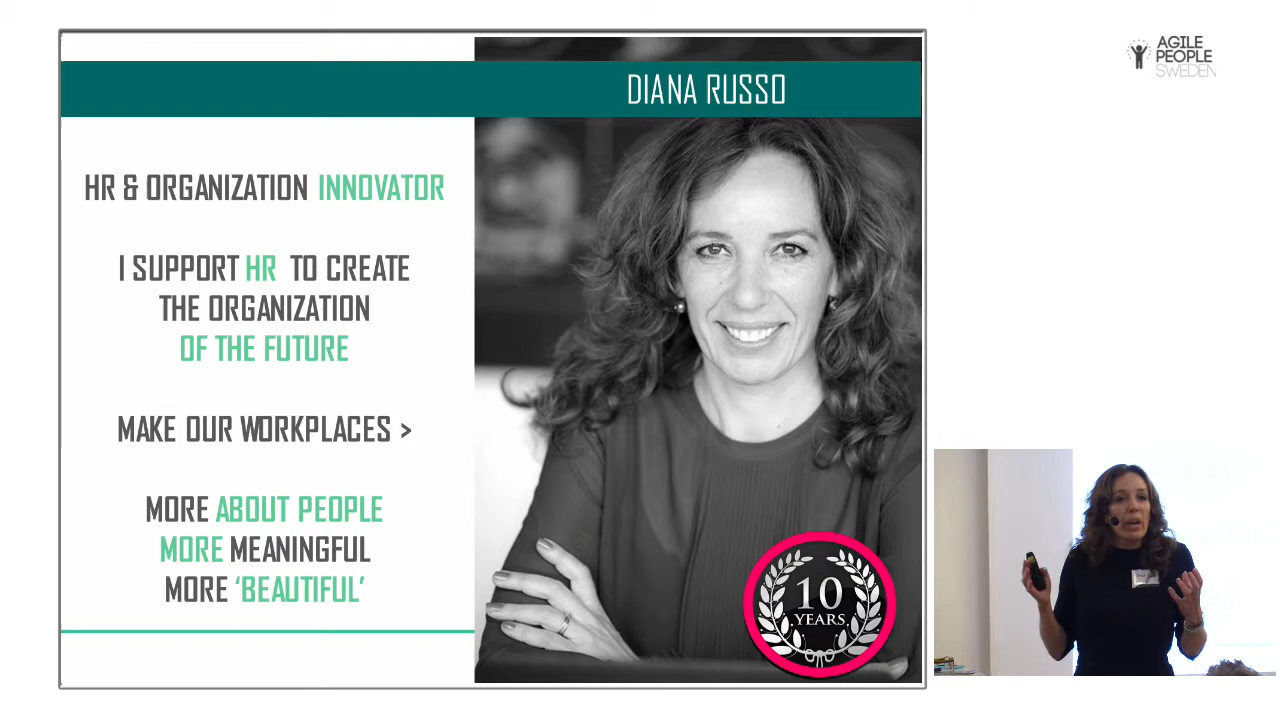 DIANA RUSSO
AGILE
PEOPLE
SWEDEN
HR & ORGANIZATION INNOVATOR
I SUPPORT HR TO CREATE
THE ORGANIZATION
OF THE FUTURE
MAKE OUR WORKPLACES >
MORE ABOUT PEOPLE
MORE MEANINGFUL
MORE ‘BEAUTIFUL’
10
YEARS